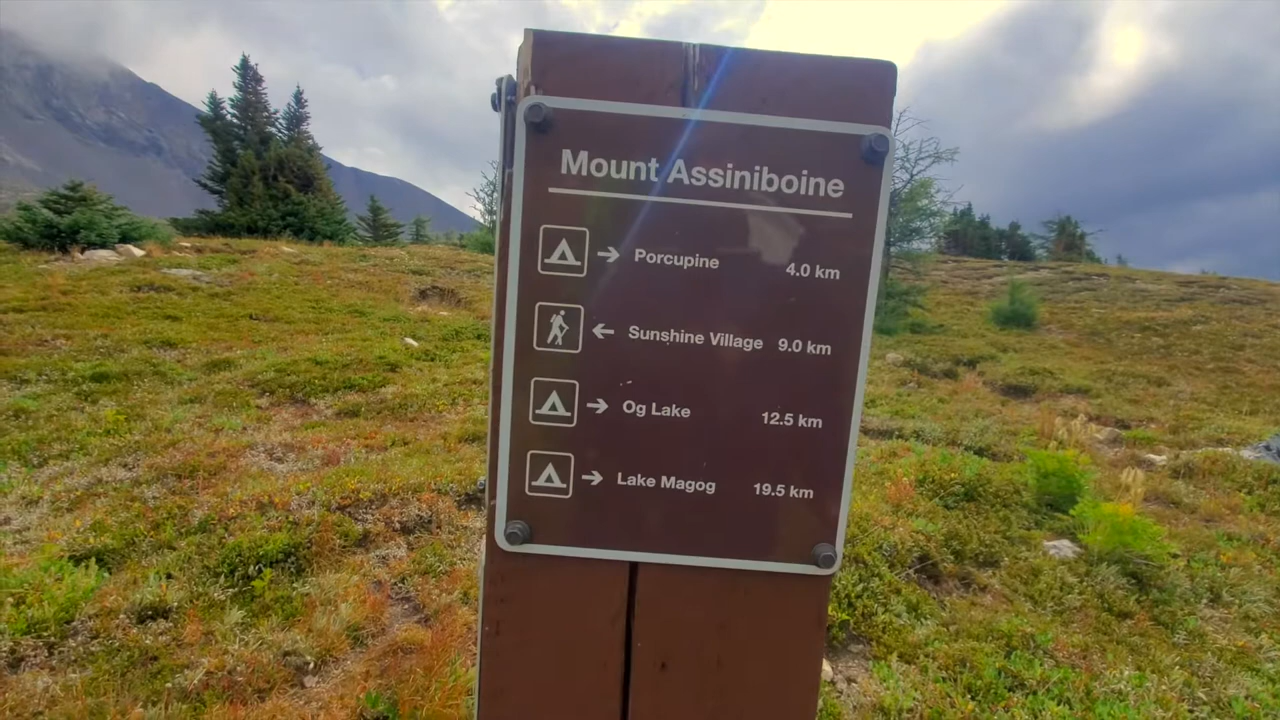 Mount Assiniboine
→ Porcupine 4.0 km
← Sunshine Village 9.0 km
→ Og Lake 12.5 km
→ Lake Magog 19.5 km